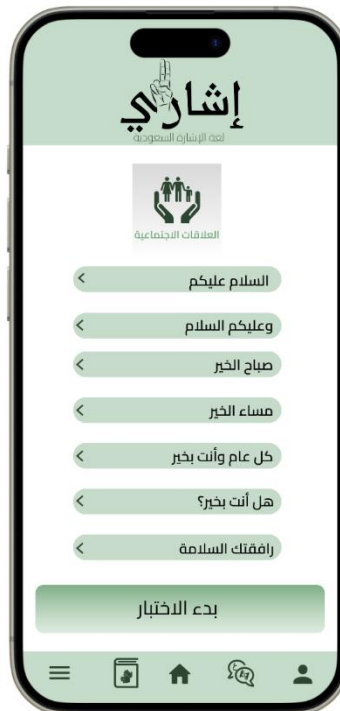 إشارتي
لغة الإشارة السعودية
العلاقات الاجتماعية
السلام عليكم
وعليكم السلام
صباح الخير
مساء الخير
كل عام وأنت بخير
هل أنت بخير؟
رافقتك السلامة
بدء الاختبار